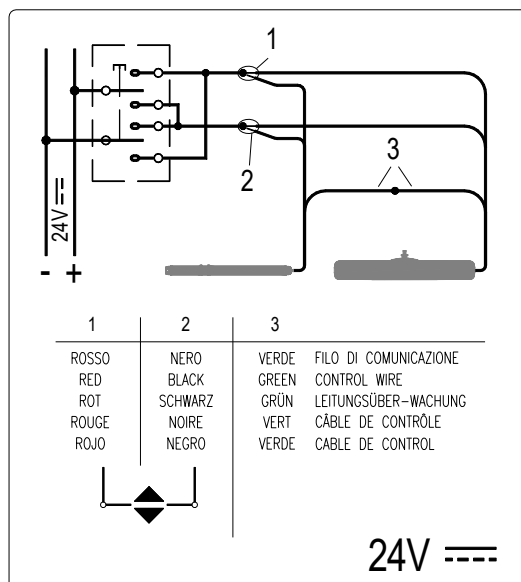 1
2
3
24V
- +
1 2 3
ROSSO NERO VERDE FILO DI COMUNICAZIONE
RED BLACK GREEN CONTROL WIRE
ROT SCHWARZ GRÜN LEITUNGSÜBER-WACHUNG
ROUGE NOIRE VERT CÂBLE DE CONTRÔLE
ROJO NEGRO VERDE CABLE DE CONTROL
24V